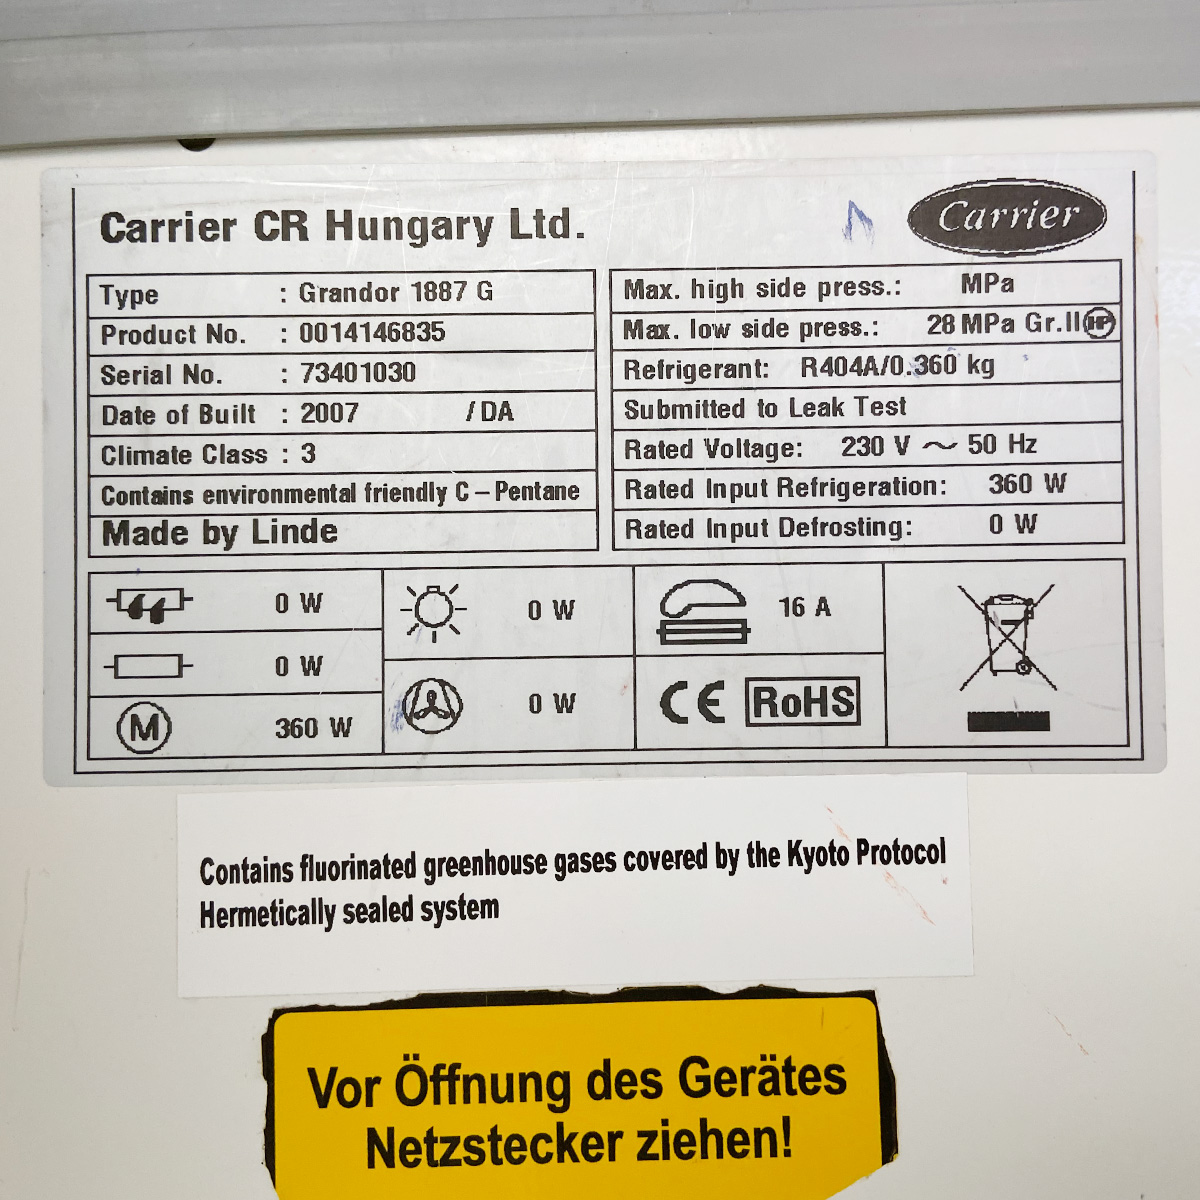 Carrier CR Hungary Ltd.
Carrier
Type : Grandor 1887 G
Product No. : 0014146835
Serial No. : 73401030
Date of Built : 2007 / DA
Climate Class : 3
Contains environmental friendly C – Pentane
Made by Linde
Max. high side press.: MPa
Max. low side press.: 28 MPa Gr.II HP
Refrigerant: R404A/0.360 kg
Submitted to Leak Test
Rated Voltage: 230 V ~ 50 Hz
Rated Input Refrigeration: 360 W
Rated Input Defrosting: 0 W
0 W
0 W
M 360 W
0 W
0 W
16 A
CE RoHS
Contains fluorinated greenhouse gases covered by the Kyoto Protocol
Hermetically sealed system
Vor Öffnung des Gerätes
Netzstecker ziehen!